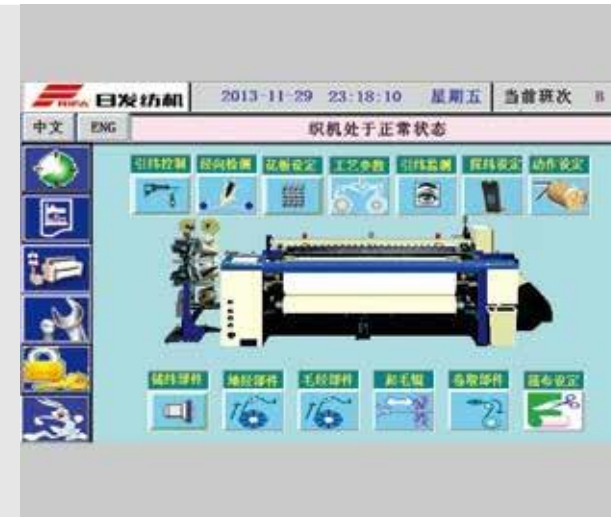 RIFA 日发纺机 2013-11-29 23:18:10 星期五 当前班次 B
中文 ENG 织机处于正常状态
引纬控制 经向检测 花板设定 工艺参数 引纬监测 探纬设定 动作设定
储纬部件 地经部件 毛经部件 起毛辊 卷取部件 落布设定